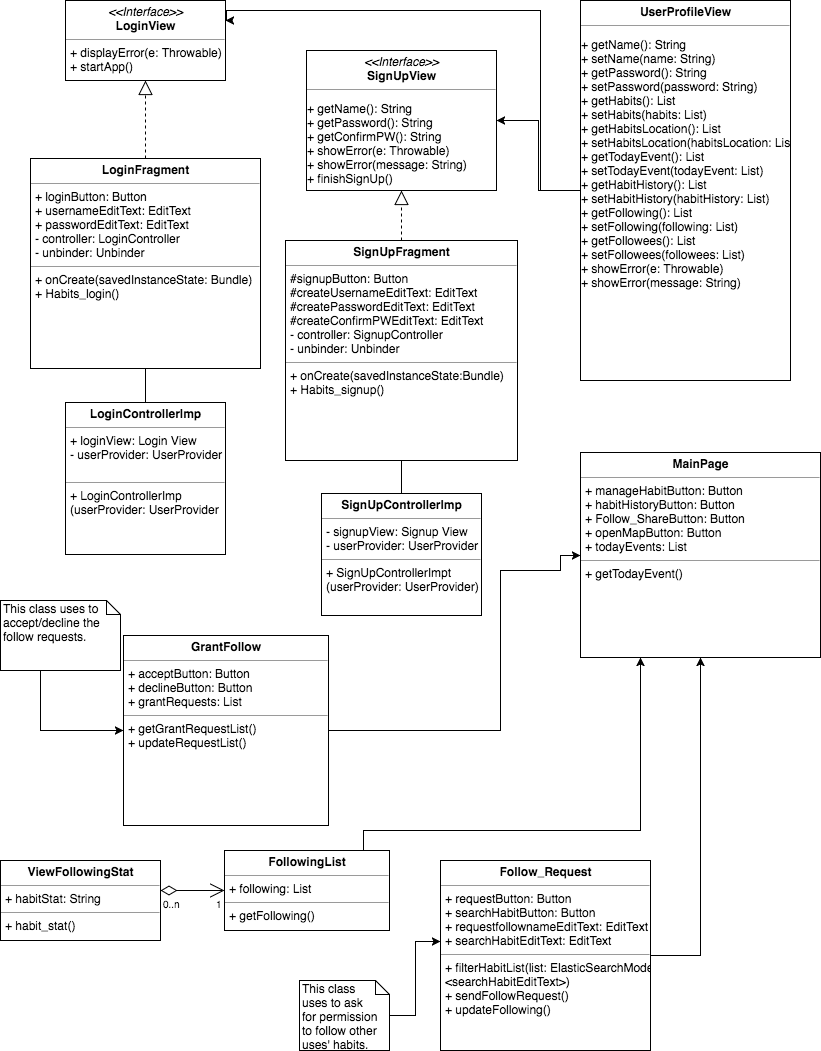 <<Interface>>
LoginView
+ displayError(e: Throwable)
+ startApp()
<<Interface>>
SignUpView
+ getName(): String
+ getPassword(): String
+ getConfirmPW(): String
+ showError(e: Throwable)
+ showError(message: String)
+ finishSignUp()
UserProfileView
+ getName(): String
+ setName(name: String)
+ getPassword(): String
+ setPassword(password: String)
+ getHabits(): List
+ setHabits(habits: List)
+ getHabitsLocation(): List
+ setHabitsLocation(habitsLocation: Lis
+ getTodayEvent(): List
+ setTodayEvent(todayEvent: List)
+ getHabitHistory(): List
+ setHabitHistory(habitHistory: List)
+ getFollowing(): List
+ setFollowing(following: List)
+ getFollowees(): List
+ setFollowees(followees: List)
+ showError(e: Throwable)
+ showError(message: String)
LoginFragment
+ loginButton: Button
+ usernameEditText: EditText
+ passwordEditText: EditText
- controller: LoginController
- unbinder: Unbinder
+ onCreate(savedInstanceState: Bundle)
+ Habits_login()
SignUpFragment
#signupButton: Button
#createUsernameEditText: EditText
#createPasswordEditText: EditText
#createConfirmPWEditText: EditText
- controller: SignupController
- unbinder: Unbinder
+ onCreate(savedInstanceState:Bundle)
+ Habits_signup()
LoginControllerImp
+ loginView: Login View
- userProvider: UserProvider
+ LoginControllerImp
(userProvider: UserProvider
SignUpControllerImp
- signupView: Signup View
- userProvider: UserProvider
+ SignUpControllerImpt
(userProvider: UserProvider)
MainPage
+ manageHabitButton: Button
+ habitHistoryButton: Button
+ Follow_ShareButton: Button
+ openMapButton: Button
+ todayEvents: List
+ getTodayEvent()
This class uses to
accept/decline the
follow requests.
GrantFollow
+ acceptButton: Button
+ declineButton: Button
+ grantRequests: List
+ getGrantRequestList()
+ updateRequestList()
ViewFollowingStat
+ habitStat: String
+ habit_stat()
0..n
1
FollowingList
+ following: List
+ getFollowing()
Follow_Request
+ requestButton: Button
+ searchHabitButton: Button
+ requestfollownameEditText: EditText
+ searchHabitEditText: EditText
+ filterHabitList(list: ElasticSearchMode
<searchHabitEditText>)
+ sendFollowRequest()
+ updateFollowing()
This class
uses to ask
for permission
to follow other
uses' habits.